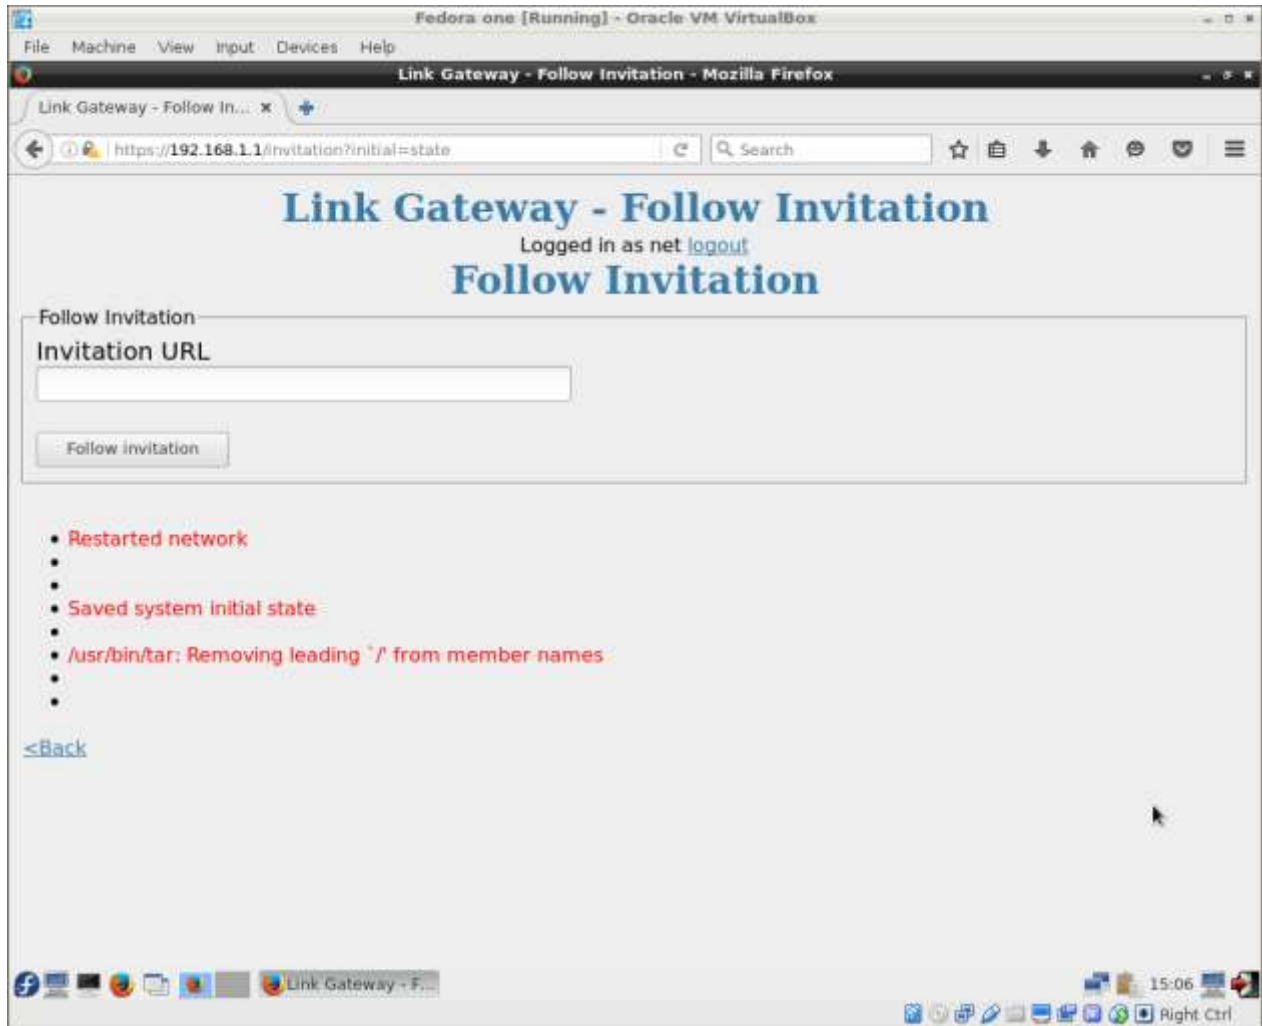 Fedora one [Running] - Oracle VM VirtualBox
File Machine View Input Devices Help
Link Gateway - Follow Invitation - Mozilla Firefox
Link Gateway - Follow In...
https://192.168.1.1/invitation?initial=state
Search
Link Gateway - Follow Invitation
Logged in as net logout
Follow Invitation
Follow Invitation
Invitation URL
Follow invitation
Restarted network
Saved system initial state
/usr/bin/tar: Removing leading `/' from member names
<Back
Link Gateway - F...
15:06
Right Ctrl